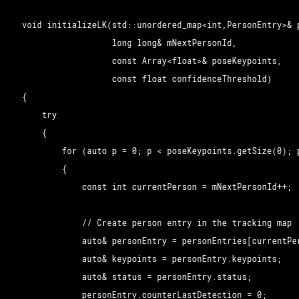 void initializeLK(std::unordered_map<int,PersonEntry>& p
long long& mNextPersonId,
const Array<float>& poseKeypoints,
const float confidenceThreshold)
{
try
{
for (auto p = 0; p < poseKeypoints.getSize(0); p
{
const int currentPerson = mNextPersonId++;
// Create person entry in the tracking map
auto& personEntry = personEntries[currentPer
auto& keypoints = personEntry.keypoints;
auto& status = personEntry.status;
personEntry.counterLastDetection = 0;